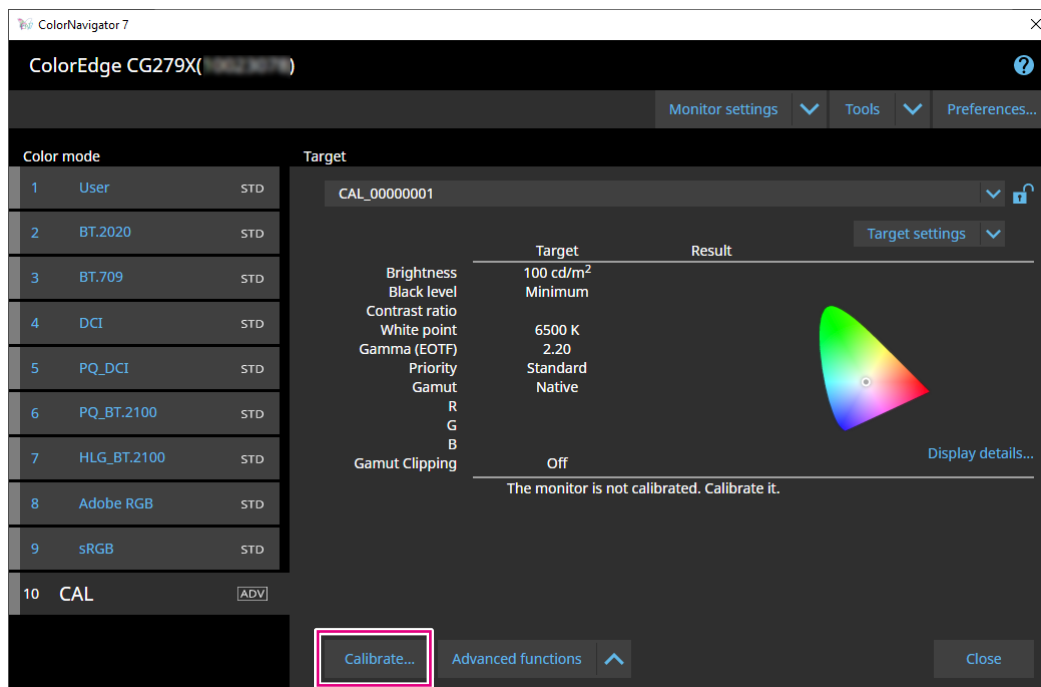 ColorNavigator 7
ColorEdge CG279X( )
Monitor settings Tools Preferences...
Color mode
1 User STD
2 BT.2020 STD
3 BT.709 STD
4 DCI STD
5 PQ_DCI STD
6 PQ_BT.2100 STD
7 HLG_BT.2100 STD
8 Adobe RGB STD
9 sRGB STD
10 CAL ADV
Target
CAL_00000001
Target settings
Target Result
Brightness 100 cd/m²
Black level Minimum
Contrast ratio
White point 6500 K
Gamma (EOTF) 2.20
Priority Standard
Gamut Native
R
G
B
Gamut Clipping Off
Display details...
The monitor is not calibrated. Calibrate it.
Calibrate... Advanced functions Close